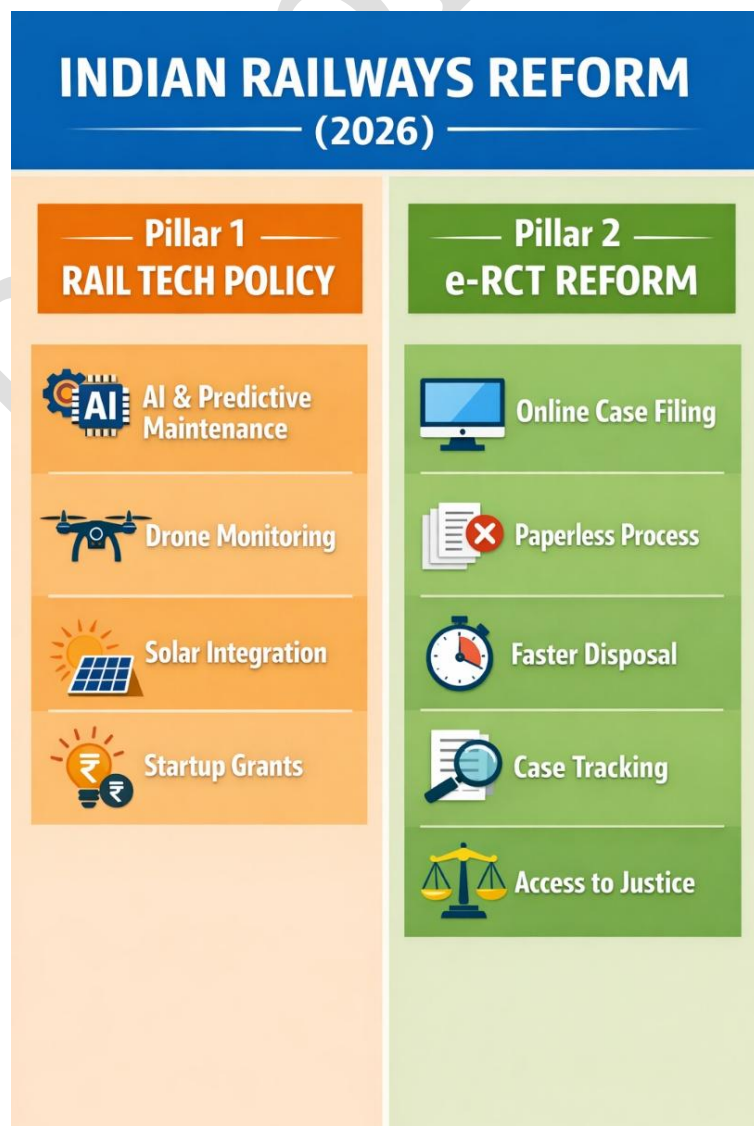 INDIAN RAILWAYS REFORM
(2026)
Pillar 1
RAIL TECH POLICY
AI
AI & Predictive
Maintenance
Drone Monitoring
Solar Integration
₹
₹
Startup Grants
Pillar 2
e-RCT REFORM
Online Case Filing
Paperless Process
Faster Disposal
Case Tracking
Access to Justice